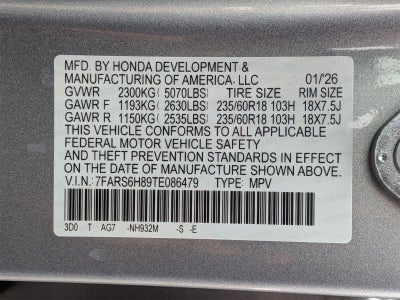 MFD. BY HONDA DEVELOPMENT &
MANUFACTURING OF AMERICA, LLC 01/'26
GVWR 2300KG (5070LBS) TIRE SIZE RIM SIZE
GAWR F 1193KG (2630LBS) 235/60R18 103H 18X7.5J
GAWR R 1150KG (2535LBS) 235/60R18 103H 18X7.5J
THIS VEHICLE CONFORMS TO ALL APPLICABLE
FEDERAL MOTOR VEHICLE SAFETY
AND THEFT PREVENTION STANDARDS IN EFFECT
ON THE DATE OF MANUFACTURE SHOWN ABOVE.
V.I.N.: 7FARS6H89TE086479 TYPE: MPV
3D0 T AG7 -NH932M -S -E